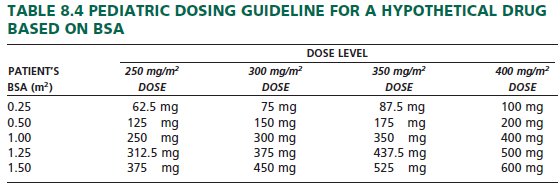 TABLE 8.4 PEDIATRIC DOSING GUIDELINE FOR A HYPOTHETICAL DRUG
BASED ON BSA
DOSE LEVEL
PATIENT'S 250 mg/m² 300 mg/m² 350 mg/m² 400 mg/m²
BSA (m²) DOSE DOSE DOSE DOSE
0.25 62.5 mg 75 mg 87.5 mg 100 mg
0.50 125 mg 150 mg 175 mg 200 mg
1.00 250 mg 300 mg 350 mg 400 mg
1.25 312.5 mg 375 mg 437.5 mg 500 mg
1.50 375 mg 450 mg 525 mg 600 mg